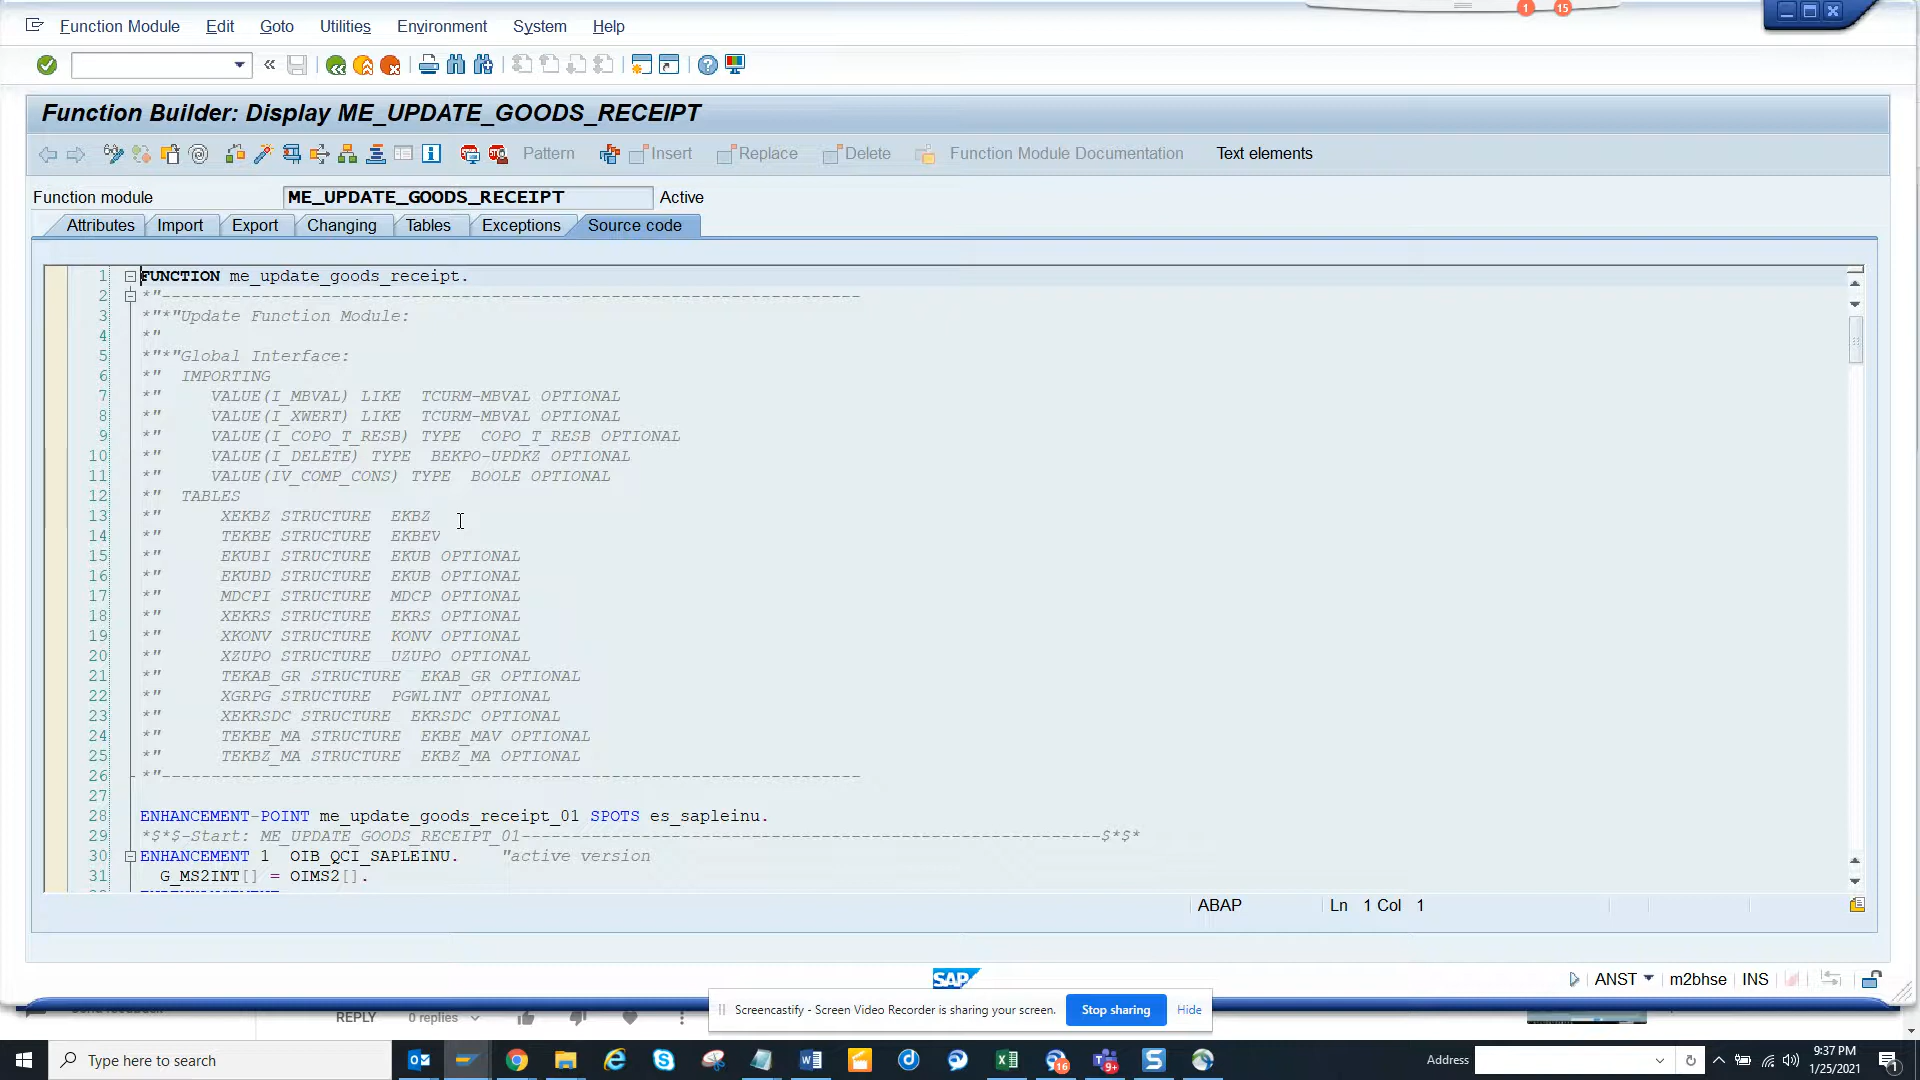 1 15
Function Module Edit Goto Utilities Environment System Help
Function Builder: Display ME_UPDATE_GOODS_RECEIPT
Pattern Insert Replace Delete Function Module Documentation Text elements
Function module ME_UPDATE_GOODS_RECEIPT Active
Attributes Import Export Changing Tables Exceptions Source code
1 FUNCTION me_update_goods_receipt.
2 *"----------------------------------------------------------------------
3 *"*"Update Function Module:
4 *"
5 *"*"Global Interface:
6 *"  IMPORTING
7 *"     VALUE(I_MBVAL) LIKE  TCURM-MBVAL OPTIONAL
8 *"     VALUE(I_XWERT) LIKE  TCURM-MBVAL OPTIONAL
9 *"     VALUE(I_COPO_T_RESB) TYPE  COPO_T_RESB OPTIONAL
10 *"     VALUE(I_DELETE) TYPE  BEKPO-UPDKZ OPTIONAL
11 *"     VALUE(IV_COMP_CONS) TYPE  BOOLE OPTIONAL
12 *"  TABLES
13 *"      XEKBZ STRUCTURE  EKBZ
14 *"      TEKBE STRUCTURE  EKBEV
15 *"      EKUBI STRUCTURE  EKUB OPTIONAL
16 *"      EKUBD STRUCTURE  EKUB OPTIONAL
17 *"      MDCPI STRUCTURE  MDCP OPTIONAL
18 *"      XEKRS STRUCTURE  EKRS OPTIONAL
19 *"      XKONV STRUCTURE  KONV OPTIONAL
20 *"      XZUPO STRUCTURE  UZUPO OPTIONAL
21 *"      TEKAB_GR STRUCTURE  EKAB_GR OPTIONAL
22 *"      XGRPG STRUCTURE  PGWLINT OPTIONAL
23 *"      XEKRSDC STRUCTURE  EKRSDC OPTIONAL
24 *"      TEKBE_MA STRUCTURE  EKBE_MAV OPTIONAL
25 *"      TEKBZ_MA STRUCTURE  EKBZ_MA OPTIONAL
26 *"----------------------------------------------------------------------
27
28 ENHANCEMENT-POINT me_update_goods_receipt_01 SPOTS es_sapleinu.
29 *$*$-Start: ME_UPDATE_GOODS_RECEIPT_01----------------------------------------------------------$*$*
30 ENHANCEMENT 1  OIB_QCI_SAPLEINU.    "active version
31   G_MS2INT[] = OIMS2[].
ABAP Ln 1 Col 1
SAP
ANST m2bhse INS
Screencastify - Screen Video Recorder is sharing your screen. Stop sharing Hide
REPLY 0 replies
Type here to search
16 9+
Address
9:37 PM
1/25/2021
1